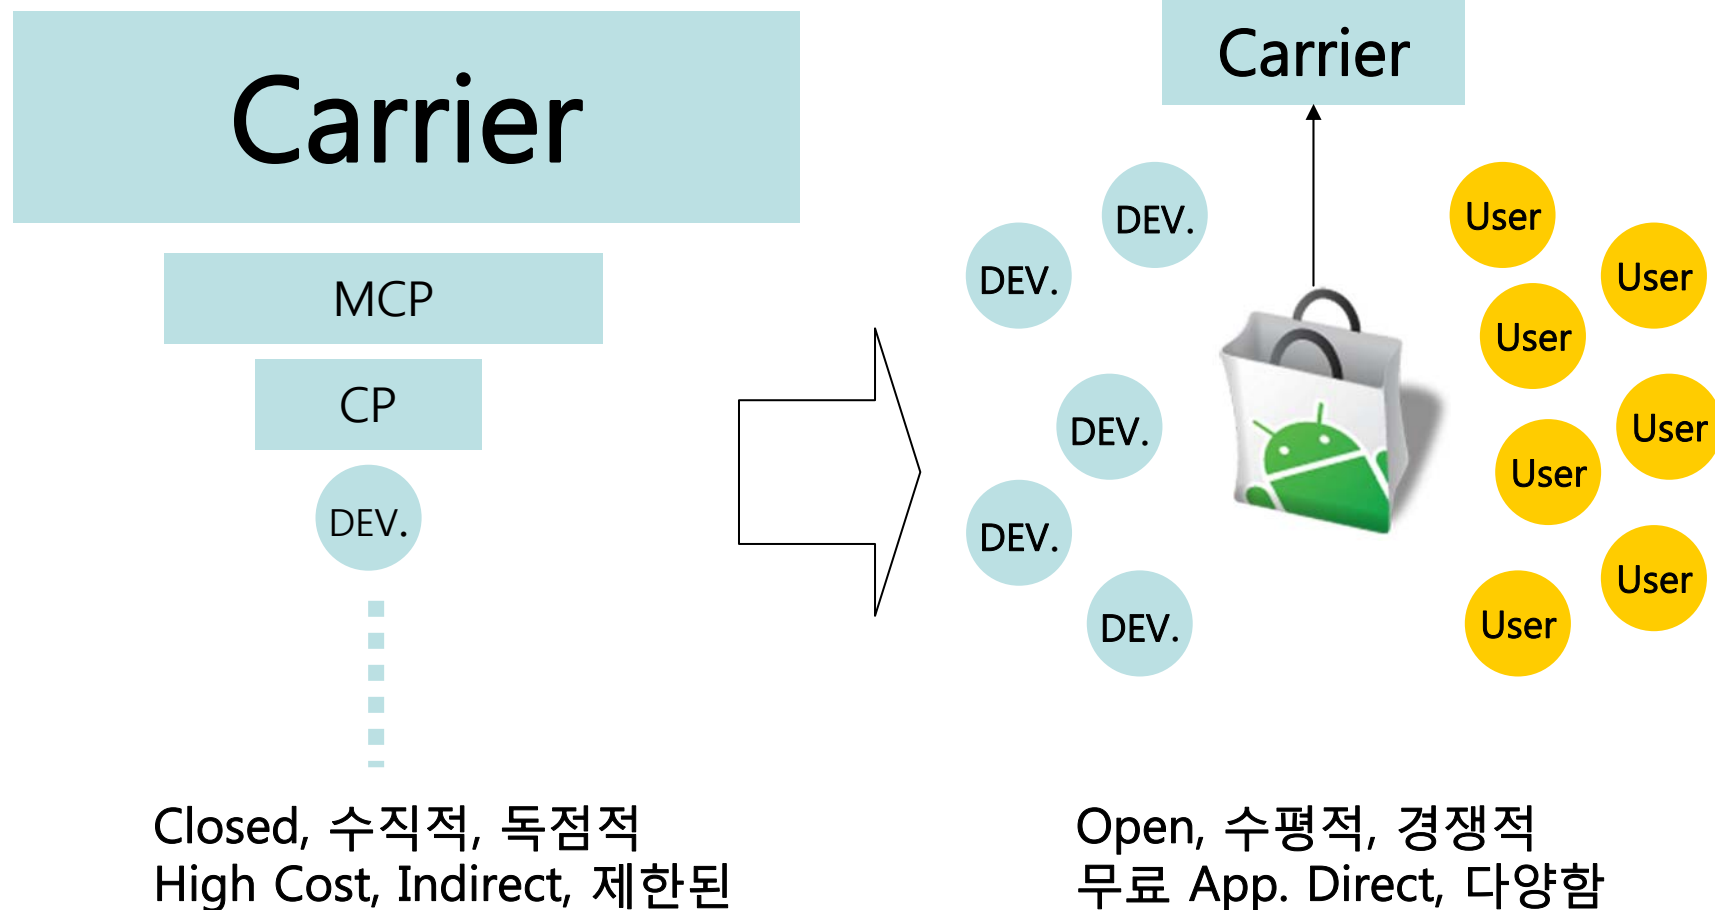 Carrier
MCP
CP
DEV.
Closed, 수직적, 독점적
High Cost, Indirect, 제한된
Carrier
DEV.
DEV.
DEV.
DEV.
DEV.
User
User
User
User
User
User
User
Open, 수평적, 경쟁적
무료 App. Direct, 다양함